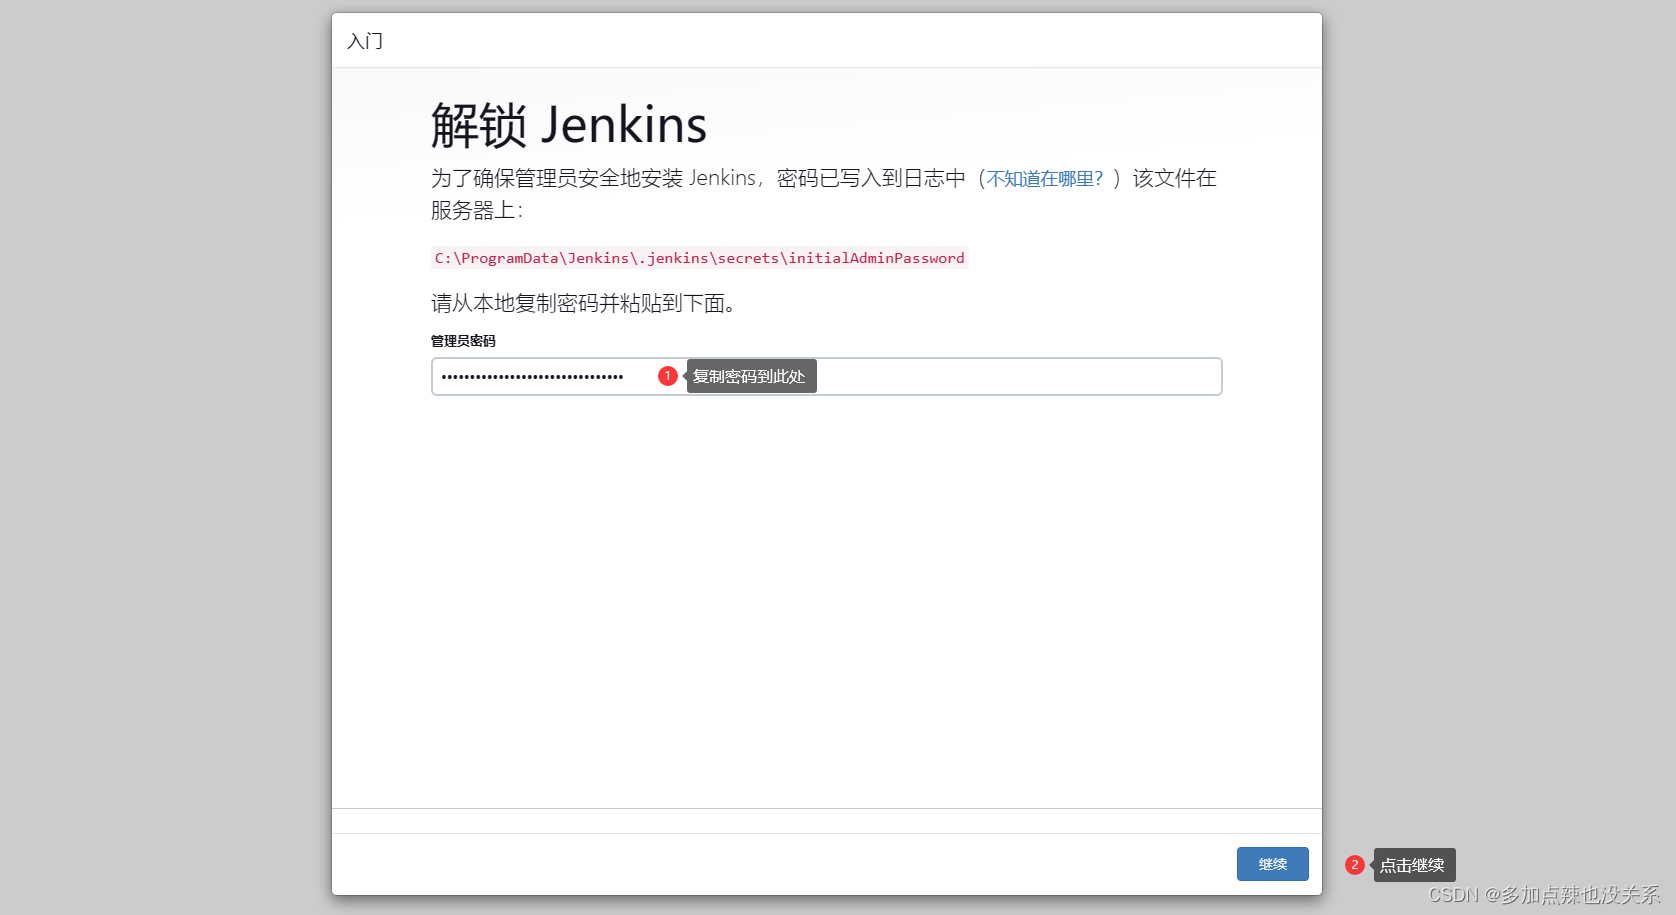 入门
解锁 Jenkins
为了确保管理员安全地安装 Jenkins，密码已写入到日志中（不知道在哪里？）该文件在
服务器上：
C:\ProgramData\Jenkins\.jenkins\secrets\initialAdminPassword
请从本地复制密码并粘贴到下面。
管理员密码
••••••••••••••••••••••••••••••••
1 复制密码到此处
继续
2 点击继续
CSDN @多加点辣也没关系